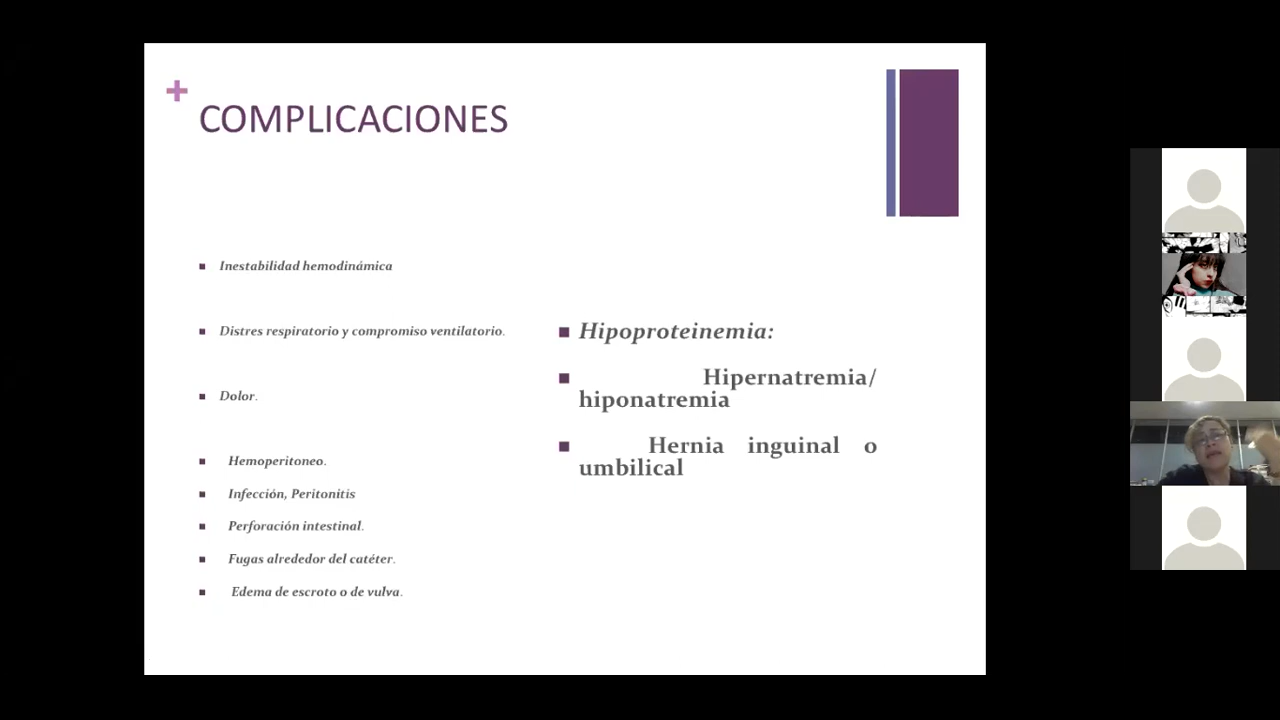 +
COMPLICACIONES
Inestabilidad hemodinámica
Distres respiratorio y compromiso ventilatorio.
Dolor.
Hemoperitoneo.
Infección, Peritonitis
Perforación intestinal.
Fugas alrededor del catéter.
Edema de escroto o de vulva.
Hipoproteinemia:
Hipernatremia/
hiponatremia
Hernia inguinal o
umbilical